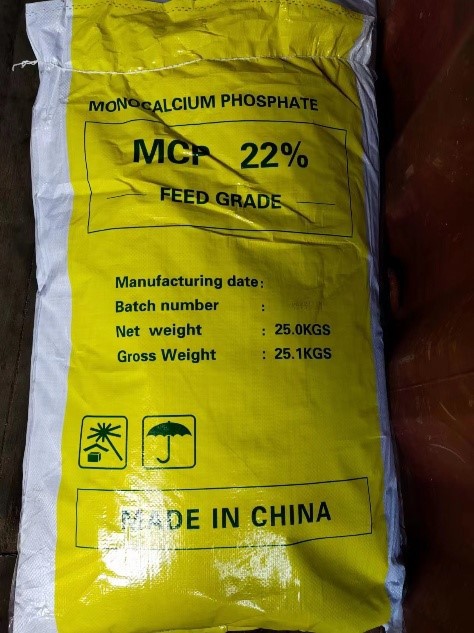 MONOCALCIUM PHOSPHATE
MCP 22%
FEED GRADE
Manufacturing date:
Batch number :
Net weight : 25.0KGS
Gross Weight : 25.1KGS
MADE IN CHINA